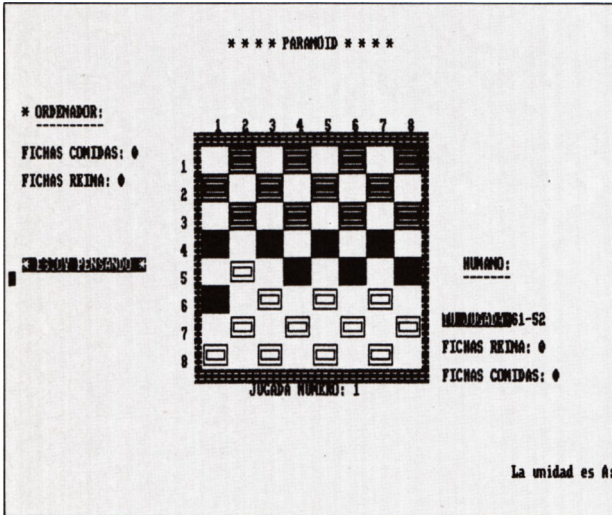 * * * * PARANOID * * * *
* ORDENADOR:
FICHAS COMIDAS: 0
FICHAS REINA: 0
* ESTOY PENSANDO *
1 2 3 4 5 6 7 8
1
2
3
4
5
6
7
8
JUGADA NUMERO: 1
HUMANO:
61-52
FICHAS REINA: 0
FICHAS COMIDAS: 0
La unidad es A: